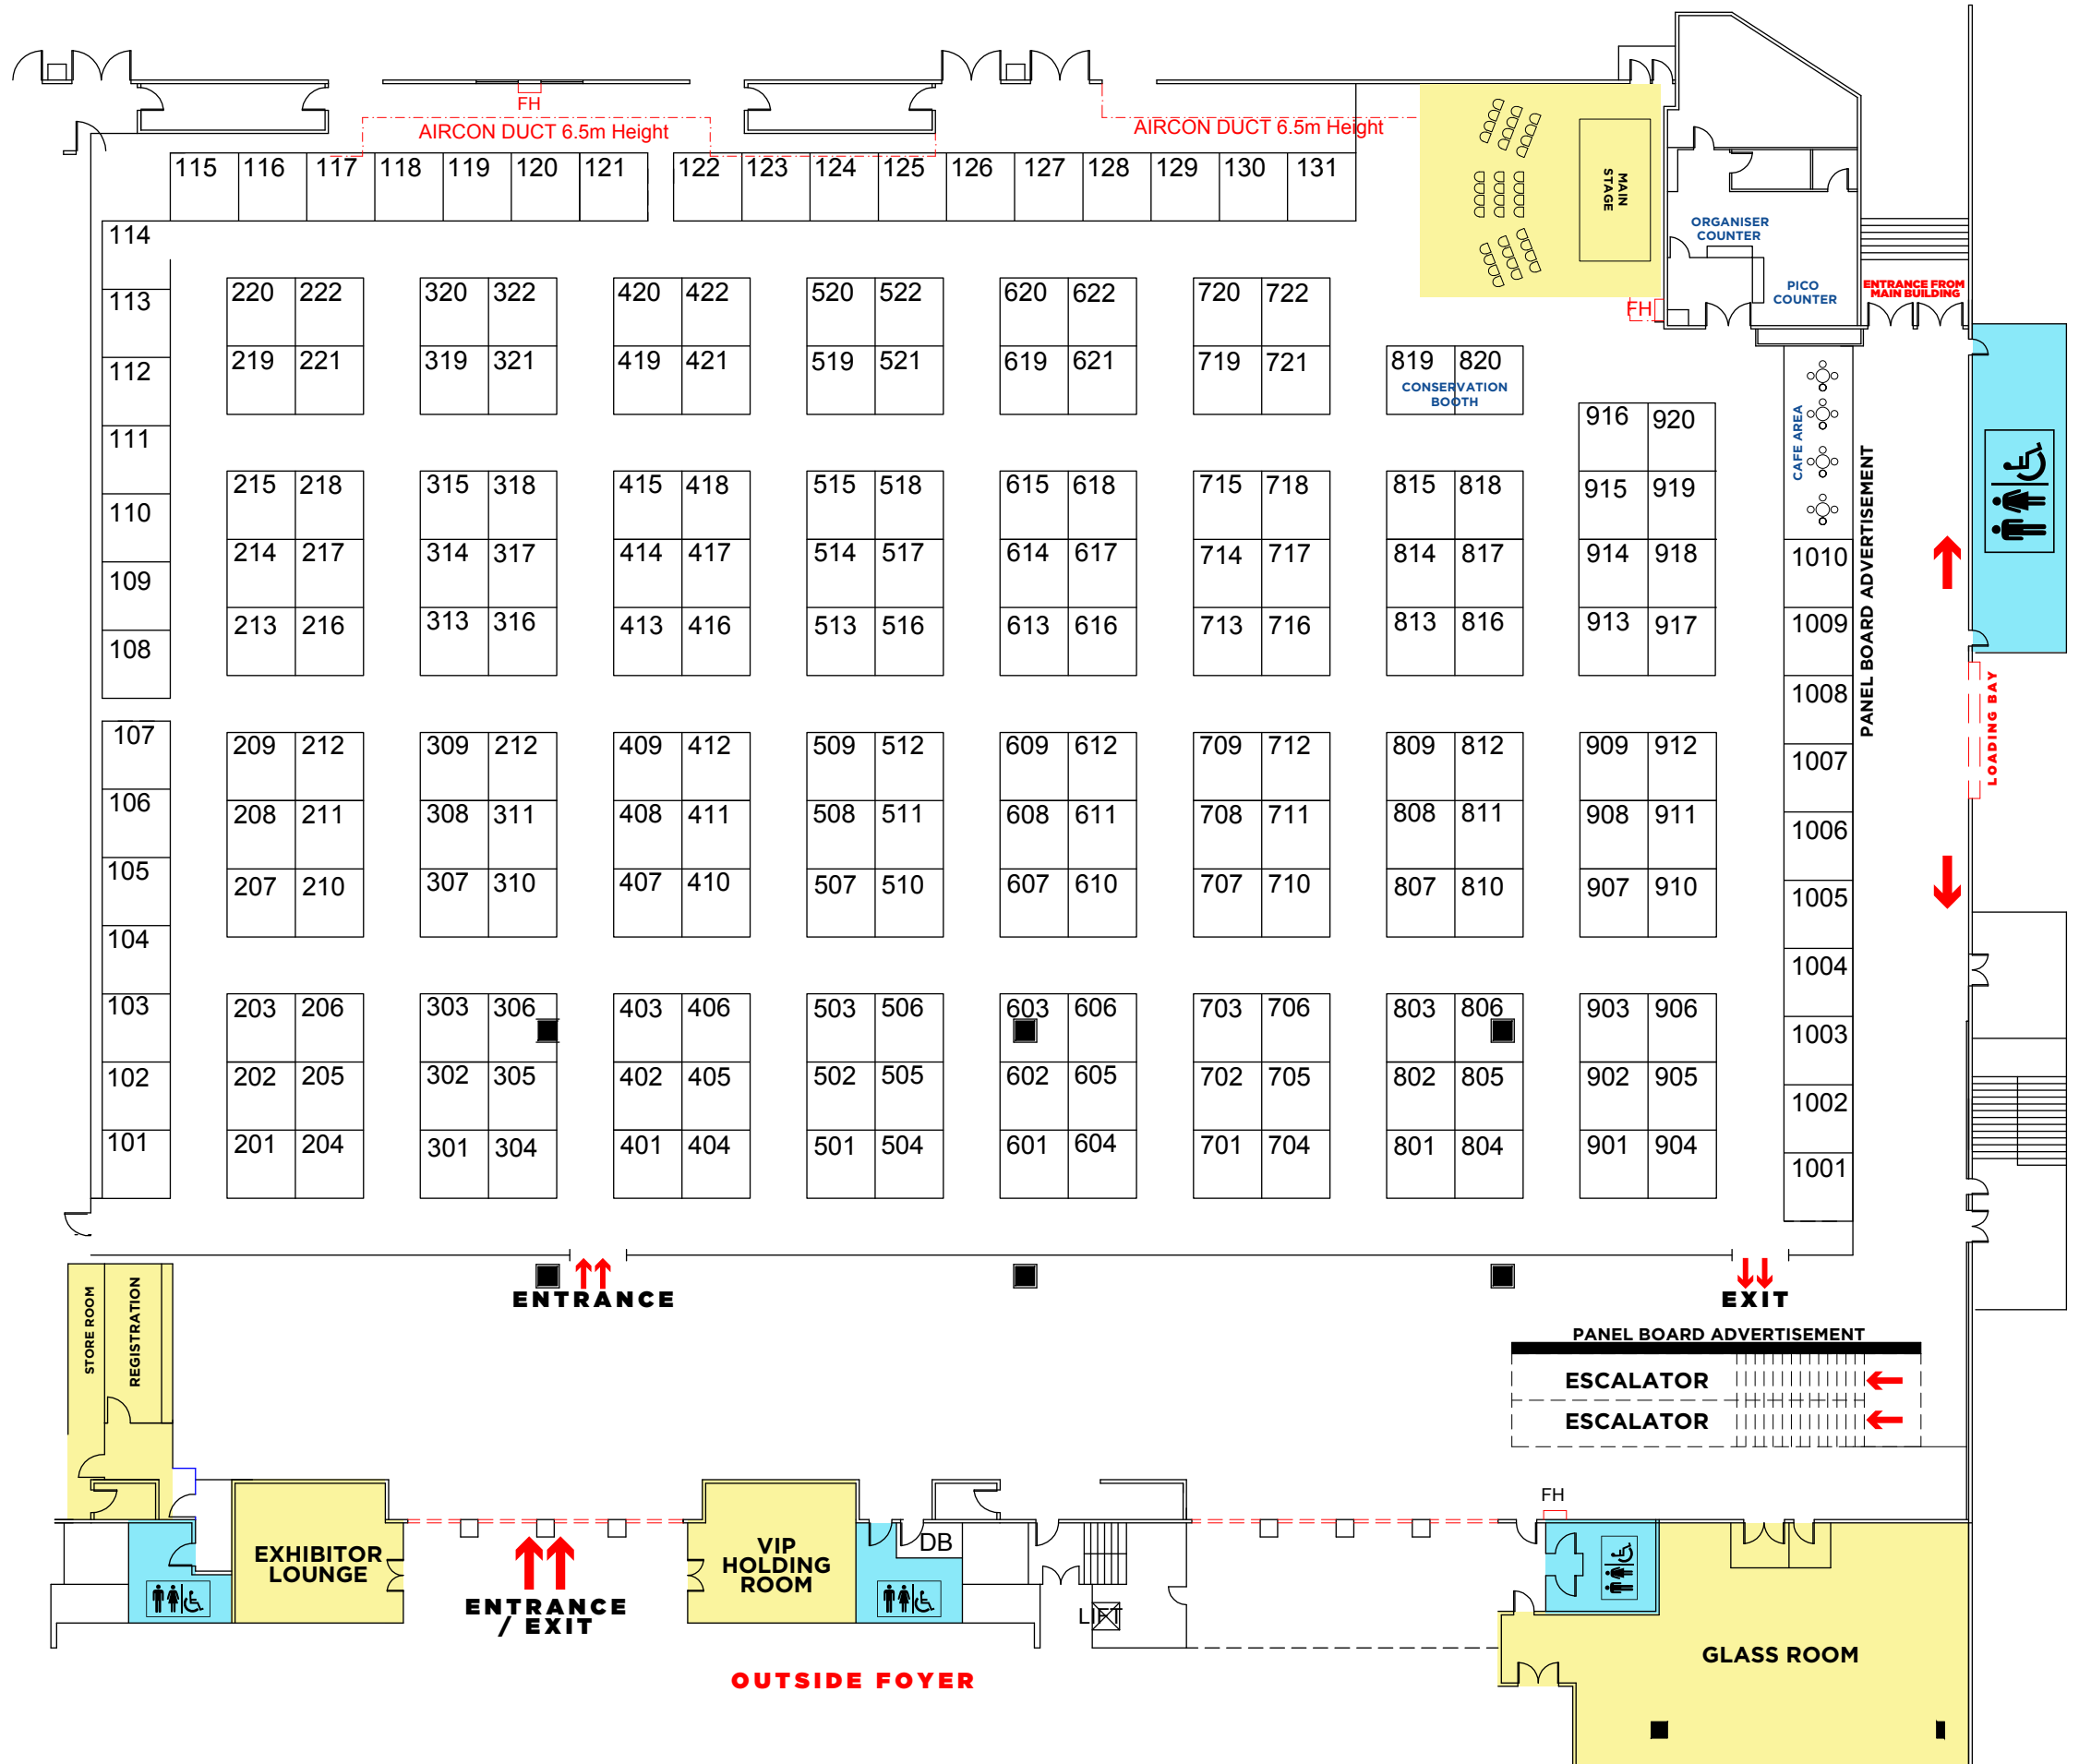 FH
AIRCON DUCT 6.5m Height
AIRCON DUCT 6.5m Height
115 116 117 118 119 120 121 122 123 124 125 126 127 128 129 130 131
MAIN
STAGE
ORGANISER
COUNTER
PICO
COUNTER
ENTRANCE FROM
MAIN BUILDING
FH
114
113
112
111
110
109
108
107
106
105
104
103
102
101
220 222 320 322 420 422 520 522 620 622 720 722
219 221 319 321 419 421 519 521 619 621 719 721 819 820
CONSERVATION
BOOTH
916 920
215 218 315 318 415 418 515 518 615 618 715 718 815 818 915 919
214 217 314 317 414 417 514 517 614 617 714 717 814 817 914 918
213 216 313 316 413 416 513 516 613 616 713 716 813 816 913 917
209 212 309 212 409 412 509 512 609 612 709 712 809 812 909 912
208 211 308 311 408 411 508 511 608 611 708 711 808 811 908 911
207 210 307 310 407 410 507 510 607 610 707 710 807 810 907 910
203 206 303 306 403 406 503 506 603 606 703 706 803 806 903 906
202 205 302 305 402 405 502 505 602 605 702 705 802 805 902 905
201 204 301 304 401 404 501 504 601 604 701 704 801 804 901 904
CAFE AREA
1010
1009
1008
1007
1006
1005
1004
1003
1002
1001
PANEL BOARD ADVERTISEMENT
LOADING BAY
ENTRANCE
EXIT
STORE ROOM
REGISTRATION
PANEL BOARD ADVERTISEMENT
ESCALATOR
ESCALATOR
EXHIBITOR
LOUNGE
ENTRANCE
/ EXIT
VIP
HOLDING
ROOM
DB
LIFT
FH
GLASS ROOM
OUTSIDE FOYER